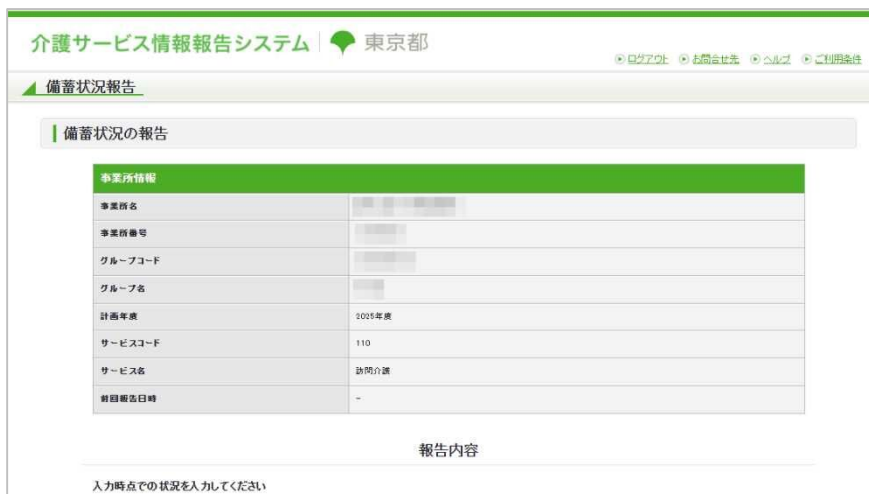 介護サービス情報報告システム 東京都
ログアウト お問合せ先 ヘルプ ご利用条件
備蓄状況報告
備蓄状況の報告
事業所情報
事業所名
事業所番号
グループコード
グループ名
計画年度 2025年度
サービスコード 110
サービス名 訪問介護
前回報告日時 -
報告内容
入力時点での状況を入力してください